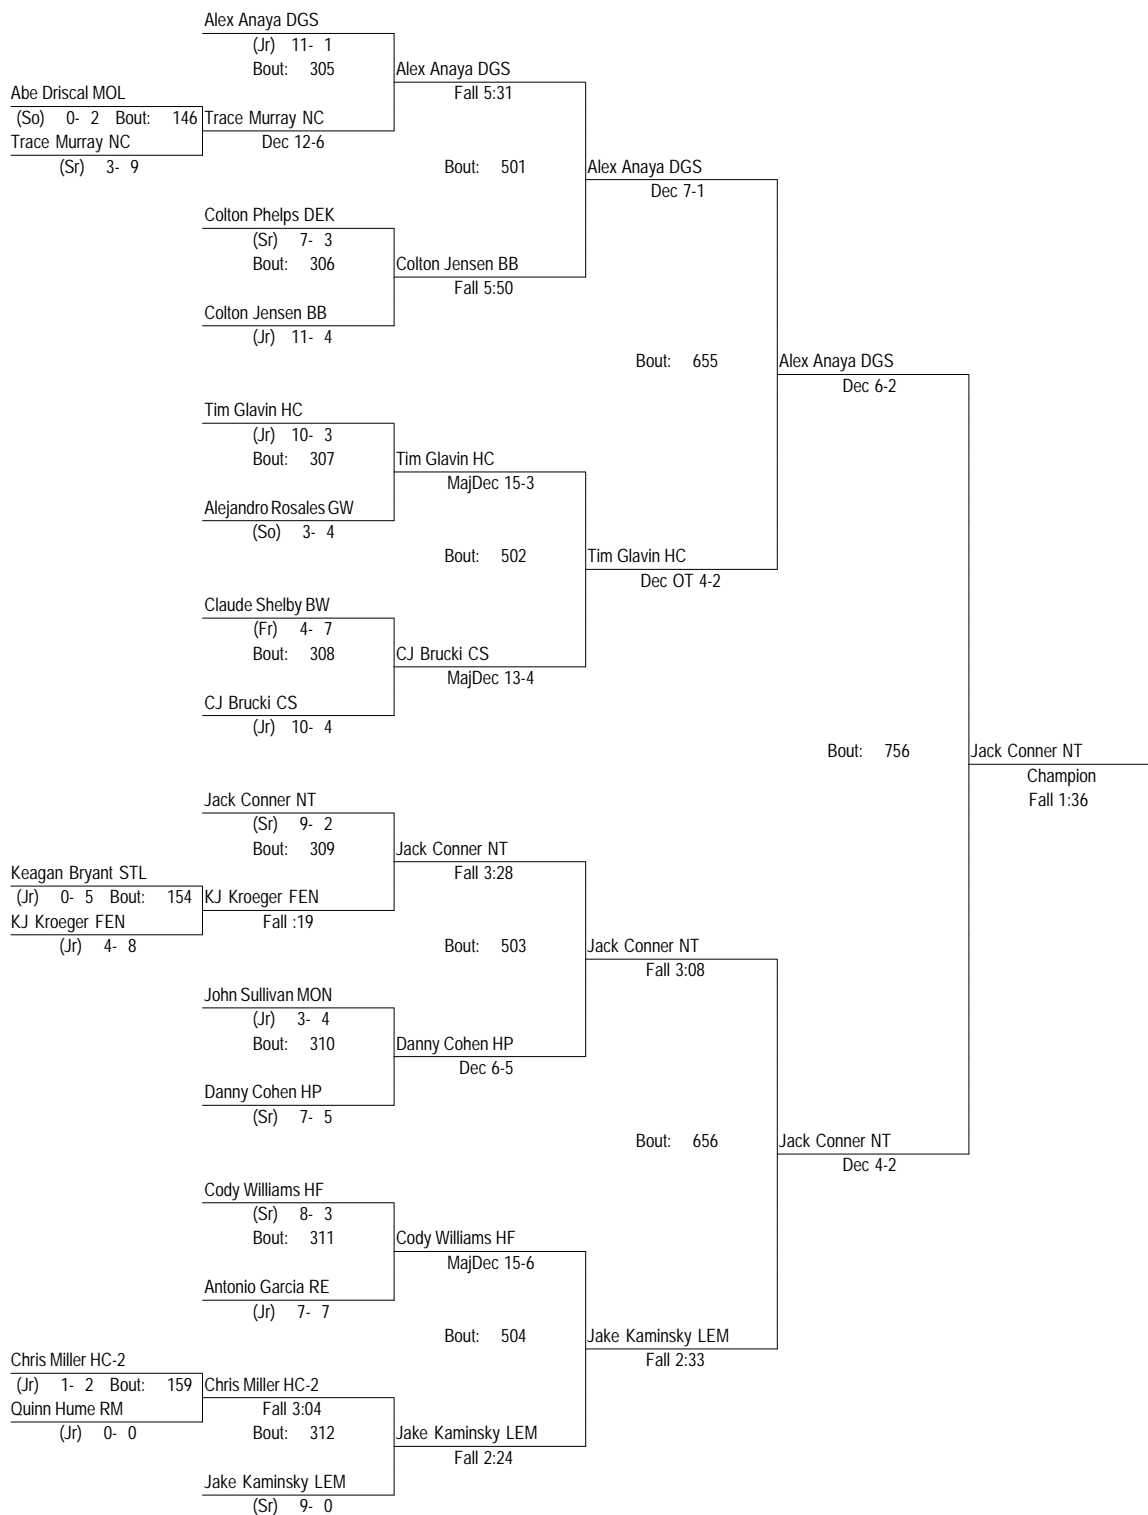 Alex Anaya DGS
(Jr) 11- 1
Bout: 305
Alex Anaya DGS
Fall 5:31
Abe Driscal MOL
(So) 0- 2 Bout: 146
Trace Murray NC
Trace Murray NC
Dec 12-6
(Sr) 3- 9
Bout: 501
Alex Anaya DGS
Dec 7-1
Colton Phelps DEK
(Sr) 7- 3
Bout: 306
Colton Jensen BB
Fall 5:50
Colton Jensen BB
(Jr) 11- 4
Bout: 655
Alex Anaya DGS
Dec 6-2
Tim Glavin HC
(Jr) 10- 3
Bout: 307
Tim Glavin HC
MajDec 15-3
Alejandro Rosales GW
(So) 3- 4
Bout: 502
Tim Glavin HC
Dec OT 4-2
Claude Shelby BW
(Fr) 4- 7
Bout: 308
CJ Brucki CS
MajDec 13-4
CJ Brucki CS
(Jr) 10- 4
Bout: 756
Jack Conner NT
Champion
Fall 1:36
Jack Conner NT
(Sr) 9- 2
Bout: 309
Jack Conner NT
Fall 3:28
Keagan Bryant STL
(Jr) 0- 5 Bout: 154
KJ Kroeger FEN
KJ Kroeger FEN
Fall :19
(Jr) 4- 8
Bout: 503
Jack Conner NT
Fall 3:08
John Sullivan MON
(Jr) 3- 4
Bout: 310
Danny Cohen HP
Dec 6-5
Danny Cohen HP
(Sr) 7- 5
Bout: 656
Jack Conner NT
Dec 4-2
Cody Williams HF
(Sr) 8- 3
Bout: 311
Cody Williams HF
MajDec 15-6
Antonio Garcia RE
(Jr) 7- 7
Bout: 504
Jake Kaminsky LEM
Fall 2:33
Chris Miller HC-2
(Jr) 1- 2 Bout: 159
Chris Miller HC-2
Quinn Hume RM
Fall 3:04
(Jr) 0- 0
Bout: 312
Jake Kaminsky LEM
Fall 2:24
Jake Kaminsky LEM
(Sr) 9- 0